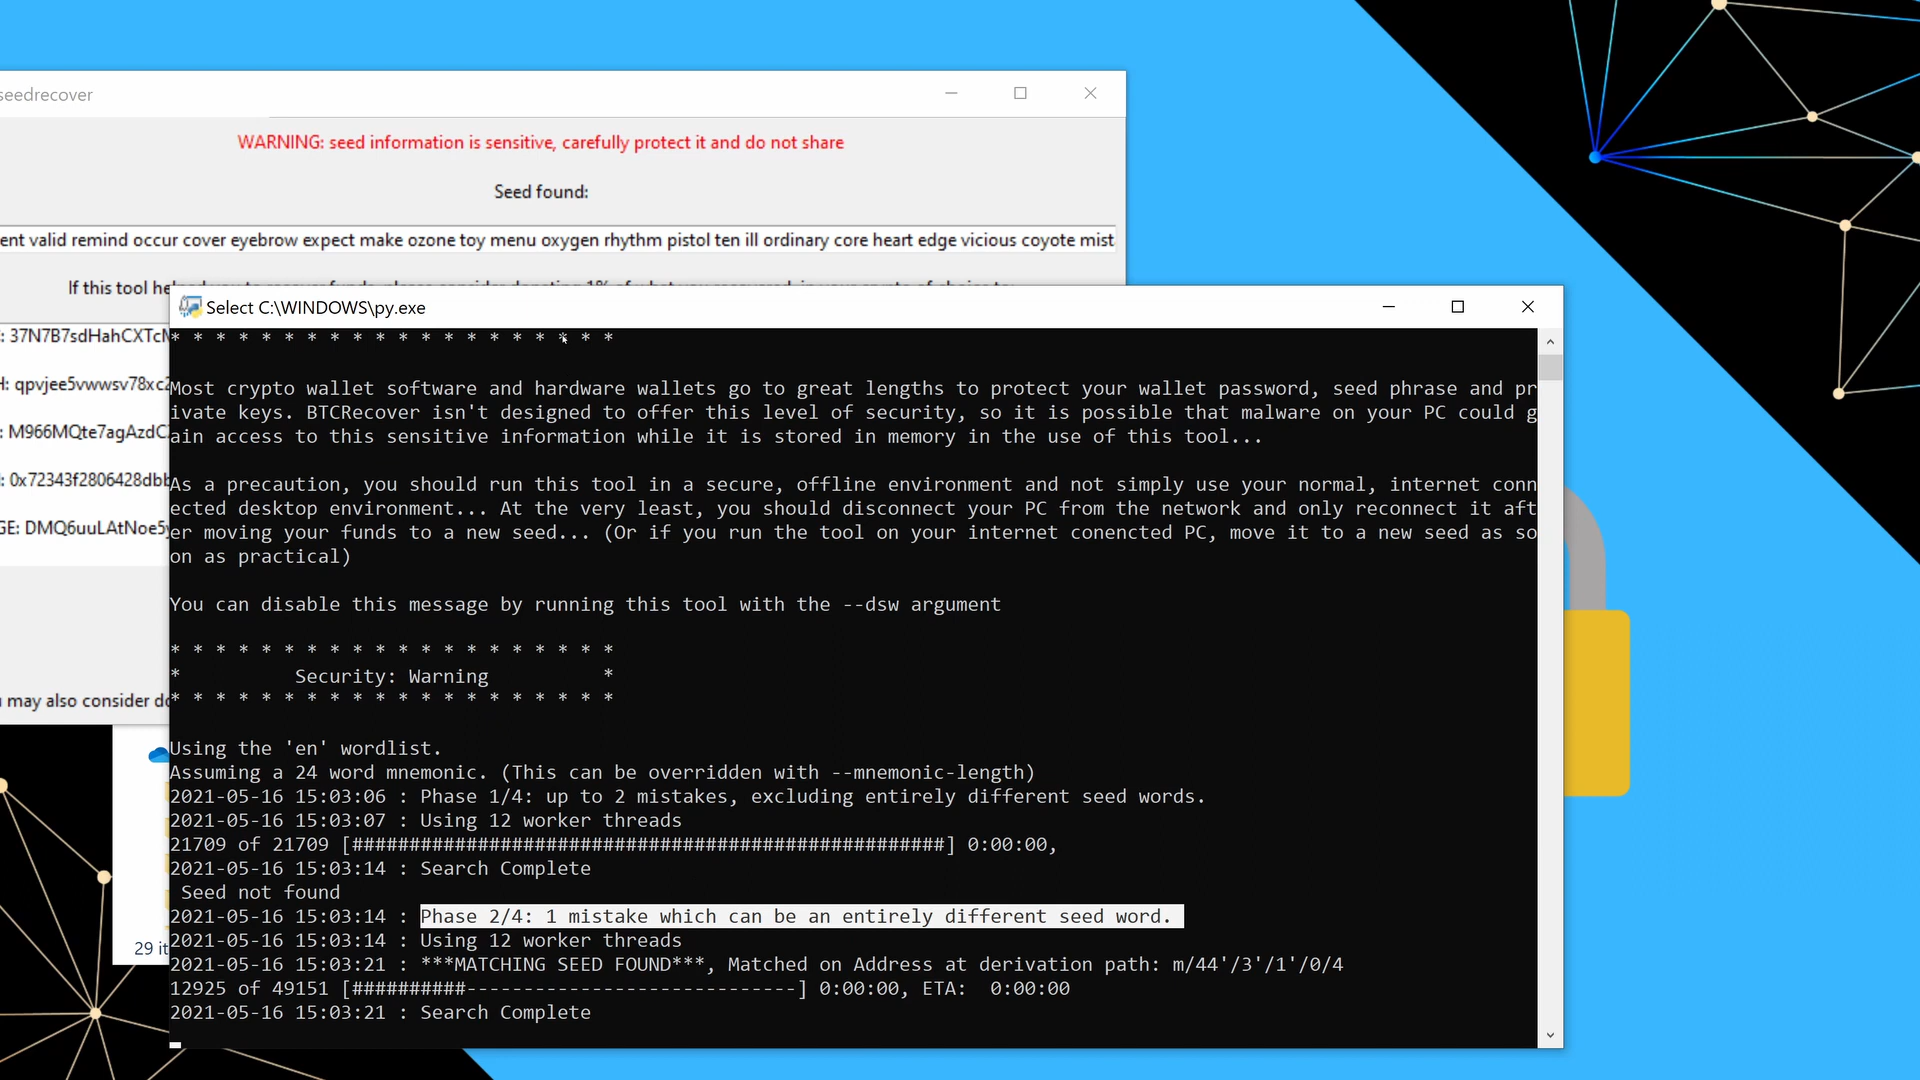 seedrecover
WARNING: seed information is sensitive, carefully protect it and do not share
Seed found:
ent valid remind occur cover eyebrow expect make ozone toy menu oxygen rhythm pistol ten ill ordinary core heart edge vicious coyote mist
If this tool
Select C:\WINDOWS\py.exe
: 37N7B7sdHahCXTcM
* * * * * * * * * * * * * * * * * * * *
H: qpvjee5vwwsv78xc2
Most crypto wallet software and hardware wallets go to great lengths to protect your wallet password, seed phrase and pr
ivate keys. BTCRecover isn't designed to offer this level of security, so it is possible that malware on your PC could g
: M966MQte7agAzdC
ain access to this sensitive information while it is stored in memory in the use of this tool...
: 0x72343f2806428dbb
As a precaution, you should run this tool in a secure, offline environment and not simply use your normal, internet conn
ected desktop environment... At the very least, you should disconnect your PC from the network and only reconnect it aft
GE: DMQ6uuLAtNoe5
er moving your funds to a new seed... (Or if you run the tool on your internet conencted PC, move it to a new seed as so
on as practical)
You can disable this message by running this tool with the --dsw argument
* * * * * * * * * * * * * * * * * * * *
* Security: Warning *
may also consider
* * * * * * * * * * * * * * * * * * * *
Using the 'en' wordlist.
Assuming a 24 word mnemonic. (This can be overridden with --mnemonic-length)
2021-05-16 15:03:06 : Phase 1/4: up to 2 mistakes, excluding entirely different seed words.
2021-05-16 15:03:07 : Using 12 worker threads
21709 of 21709 [####################################################] 0:00:00,
2021-05-16 15:03:14 : Search Complete
Seed not found
2021-05-16 15:03:14 : Phase 2/4: 1 mistake which can be an entirely different seed word.
29 it
2021-05-16 15:03:14 : Using 12 worker threads
2021-05-16 15:03:21 : ***MATCHING SEED FOUND***, Matched on Address at derivation path: m/44'/3'/1'/0/4
12925 of 49151 [##########-----------------------------] 0:00:00, ETA:  0:00:00
2021-05-16 15:03:21 : Search Complete